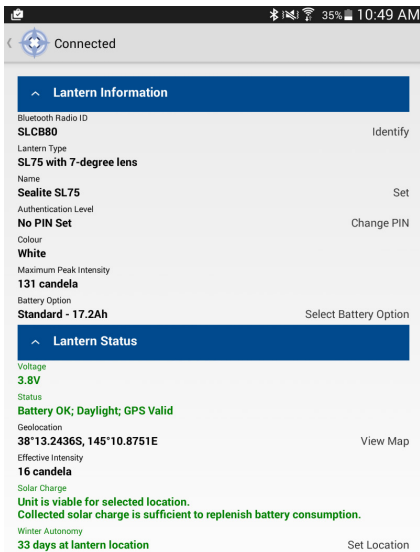 35% 10:49 AM
Connected
Lantern Information
Bluetooth Radio ID
SLCB80 Identify
Lantern Type
SL75 with 7-degree lens
Name
Sealite SL75 Set
Authentication Level
No PIN Set Change PIN
Colour
White
Maximum Peak Intensity
131 candela
Battery Option
Standard - 17.2Ah Select Battery Option
Lantern Status
Voltage
3.8V
Status
Battery OK; Daylight; GPS Valid
Geolocation
38°13.2436S, 145°10.8751E View Map
Effective Intensity
16 candela
Solar Charge
Unit is viable for selected location.
Collected solar charge is sufficient to replenish battery consumption.
Winter Autonomy
33 days at lantern location Set Location